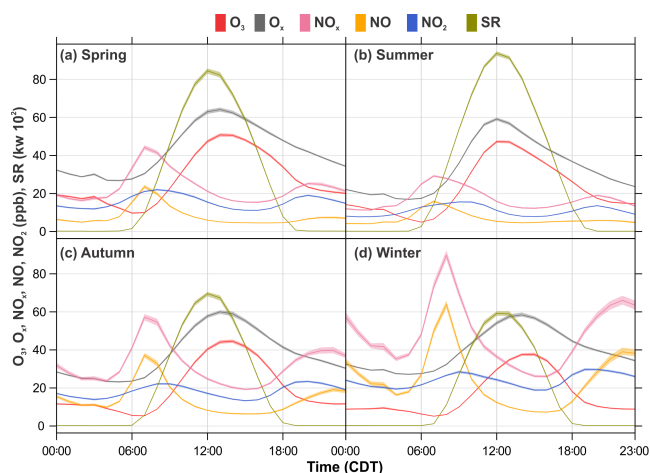 O₃ Oₓ NOₓ NO NO₂ SR
(a) Spring
(b) Summer
80
60
40
20
0
(c) Autumn
(d) Winter
80
60
40
20
0
O₃, Oₓ, NOₓ, NO, NO₂ (ppb), SR (kw 10²)
00:00 06:00 12:00 18:00 00:00 06:00 12:00 18:00 23:00
Time (CDT)